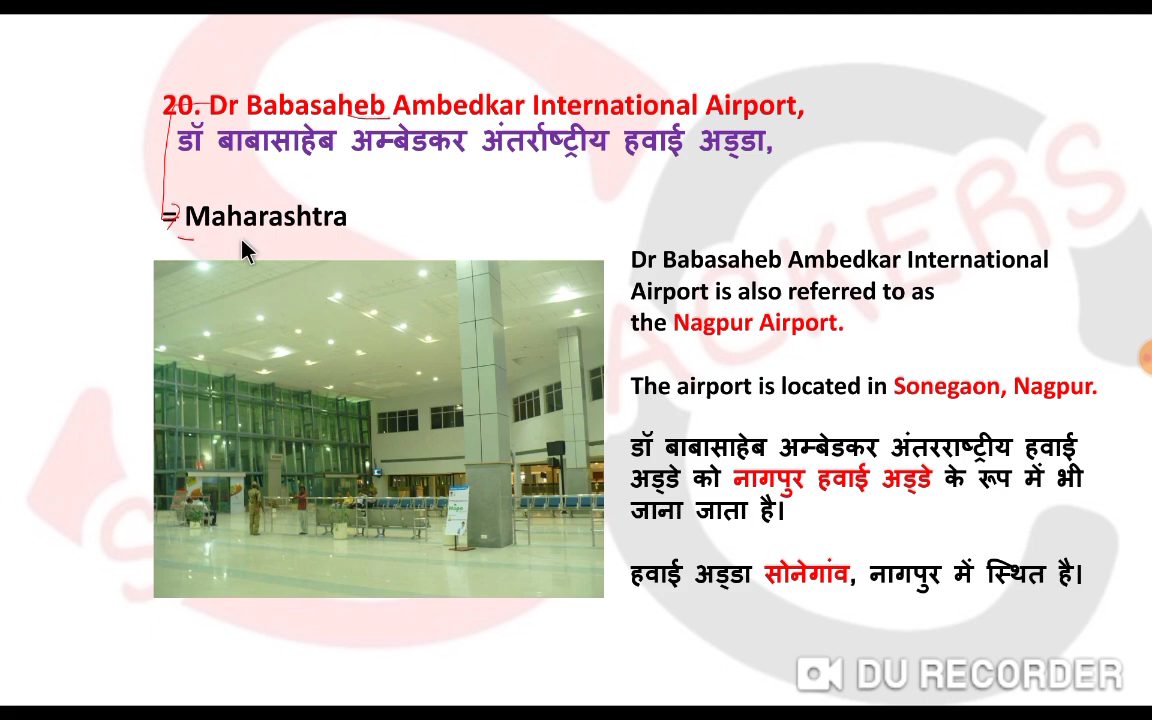 20. Dr Babasaheb Ambedkar International Airport,
डॉ बाबासाहेब अम्बेडकर अंतर्राष्ट्रीय हवाई अड्डा,
= Maharashtra
Dr Babasaheb Ambedkar International
Airport is also referred to as
the Nagpur Airport.
The airport is located in Sonegaon, Nagpur.
डॉ बाबासाहेब अम्बेडकर अंतरराष्ट्रीय हवाई
अड्डे को नागपुर हवाई अड्डे के रूप में भी
जाना जाता है।
हवाई अड्डा सोनेगांव, नागपुर में स्थित है।
DU RECORDER